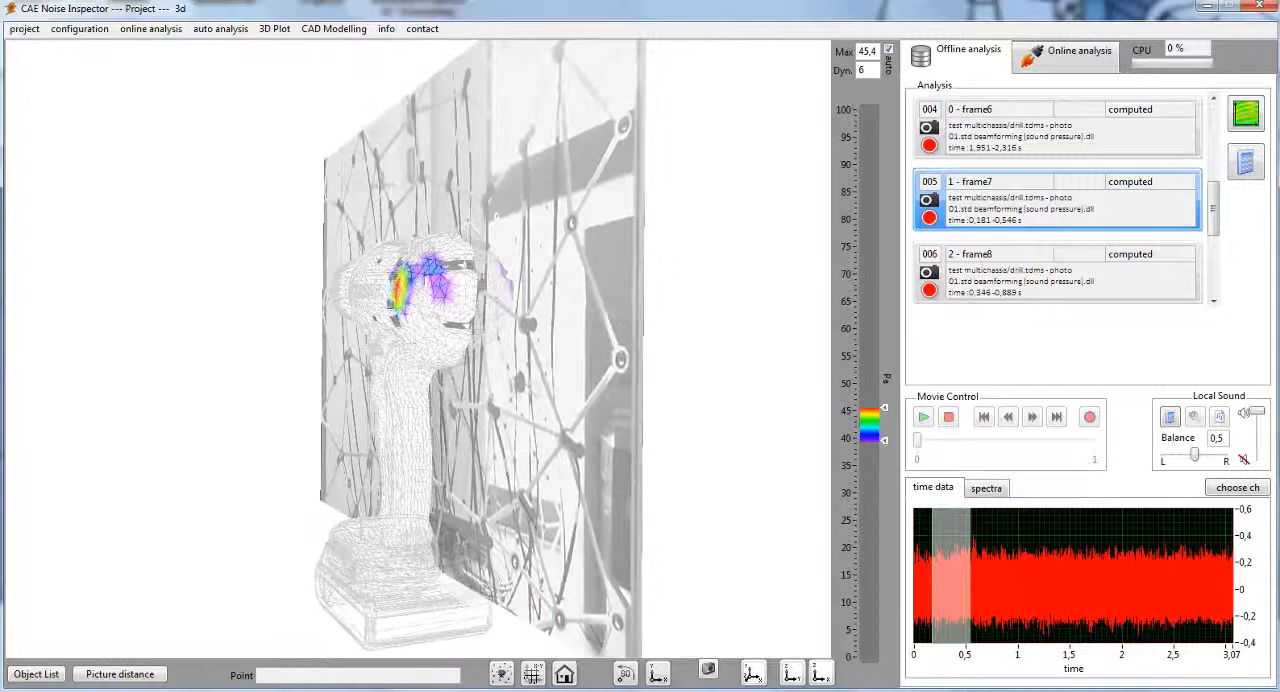 CAE Noise Inspector --- Project --- 3d
project configuration online analysis auto analysis 3D Plot CAD Modelling info contact
Max 45,4 auto
Dyn. 6
Offline analysis Online analysis CPU 0 %
Analysis
004 0 - frame6 computed
test multichassis/drill.tdms - photo
01.std beamforming (sound pressure).dll
time :1,951-2,316 s
005 1 - frame7 computed
test multichassis/drill.tdms - photo
01.std beamforming (sound pressure).dll
time :0,181 -0,546 s
006 2 - frame8 computed
test multichassis/drill.tdms - photo
01.std beamforming (sound pressure).dll
time :0,346 -0,889 s
100
95
90
85
80
75
70
65
60
55
50
45
40
35
30
25
20
15
10
5
0
Pa
Movie Control
0 1
Local Sound
Balance 0,5
L R
time data spectra choose ch
0,6
0,4
0,2
0
-0,2
-0,4
0 0,5 1 1,5 2 2,5 3,07
time
Object List Picture distance Point